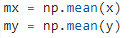 mx = np.mean(x)
my = np.mean(y)